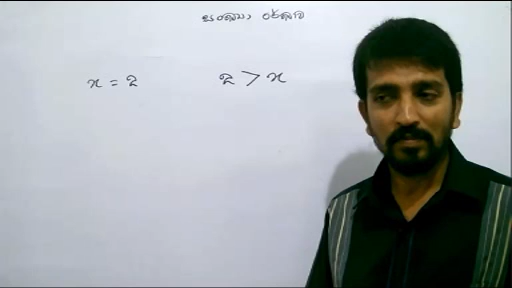 සංඛ්‍යා රේඛාව
x = 2 2 > x